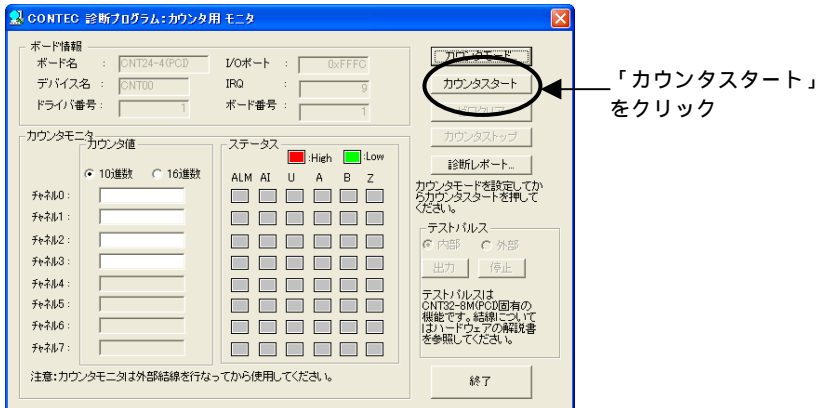 CONTEC 診断プログラム:カウンタ用 モニタ
ボード情報
ボード名 : CNT24-4(PCI) I/Oポート : 0xFFFC
デバイス名 : CNT00 IRQ : 9
ドライバ番号 : 1 ボード番号 : 1
カウンタモード...
カウンタスタート
ゼロクリア
カウンタストップ
診断レポート...
「カウンタスタート」
をクリック
カウンタモニタ
カウンタ値
10進数 16進数
ステータス
:High :Low
ALM AI U A B Z
チャネル0 :
チャネル1 :
チャネル2 :
チャネル3 :
チャネル4 :
チャネル5 :
チャネル6 :
チャネル7 :
カウンタモードを設定してか
らカウンタスタートを押して
ください。
テストパルス
内部 外部
出力 停止
テストパルスは
CNT32-8M(PCI)固有の
機能です。結線について
はハードウェアの解説書
を参照してください。
注意:カウンタモニタは外部結線を行なってから使用してください。
終了